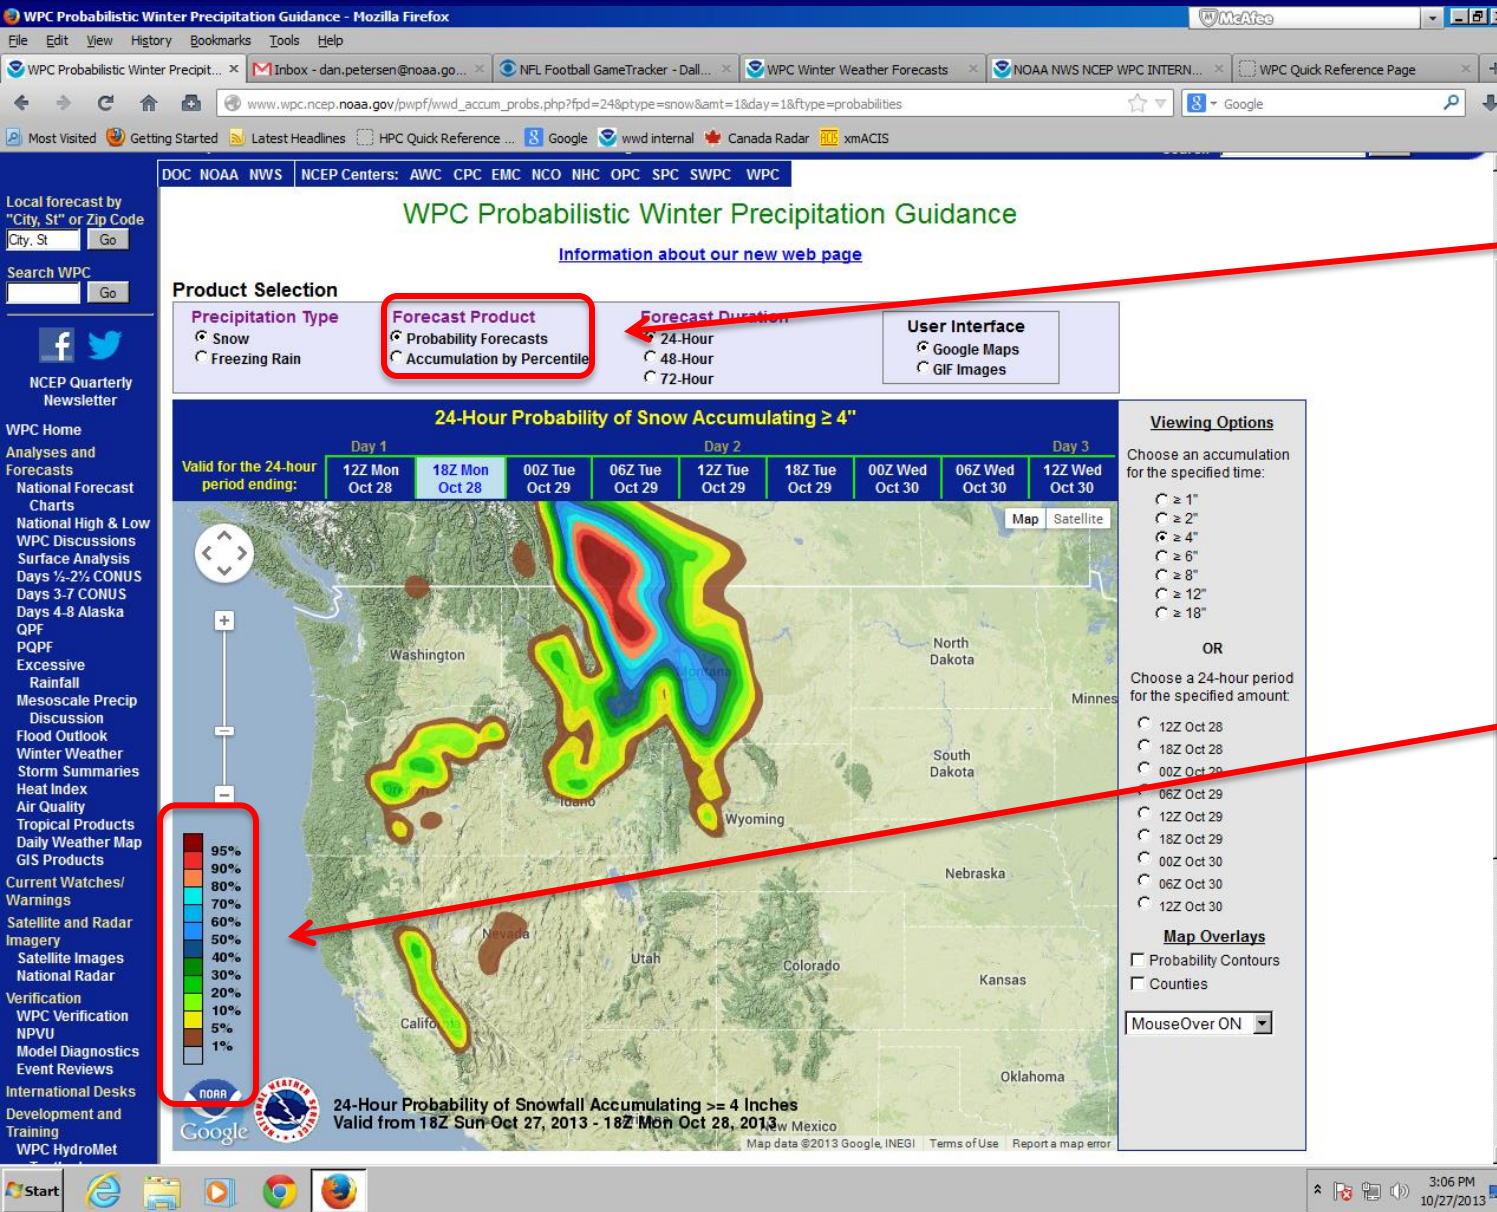 WPC Probabilistic Winter Precipitation Guidance - Mozilla Firefox
McAfee
File Edit View History Bookmarks Tools Help
WPC Probabilistic Winter Precipit... × Inbox - dan.petersen@noaa.go... × NFL Football GameTracker - Dall... × WPC Winter Weather Forecasts × NOAA NWS NCEP WPC INTERN... × WPC Quick Reference Page ×
www.wpc.ncep.noaa.gov/pwpf/wwd_accum_probs.php?fpd=24&ptype=snow&amt=1&day=1&ftype=probabilities
Google
Most Visited Getting Started Latest Headlines HPC Quick Reference ... Google wwd internal Canada Radar xmACIS
DOC NOAA NWS NCEP Centers: AWC CPC EMC NCO NHC OPC SPC SWPC WPC
Local forecast by
"City, St" or Zip Code
City, St Go
Search WPC
Go
NCEP Quarterly
Newsletter
WPC Home
Analyses and
Forecasts
National Forecast
Charts
National High & Low
WPC Discussions
Surface Analysis
Days ½-2½ CONUS
Days 3-7 CONUS
Days 4-8 Alaska
QPF
PQPF
Excessive
Rainfall
Mesoscale Precip
Discussion
Flood Outlook
Winter Weather
Storm Summaries
Heat Index
Air Quality
Tropical Products
Daily Weather Map
GIS Products
Current Watches/
Warnings
Satellite and Radar
Imagery
Satellite Images
National Radar
Verification
WPC Verification
NPVU
Model Diagnostics
Event Reviews
International Desks
Development and
Training
WPC HydroMet
WPC Probabilistic Winter Precipitation Guidance
Information about our new web page
Product Selection
Precipitation Type
Snow
Freezing Rain
Forecast Product
Probability Forecasts
Accumulation by Percentile
Forecast Duration
24-Hour
48-Hour
72-Hour
User Interface
Google Maps
GIF Images
24-Hour Probability of Snow Accumulating ≥ 4"
Day 1 Day 2 Day 3
Valid for the 24-hour
period ending:
12Z Mon 18Z Mon 00Z Tue 06Z Tue 12Z Tue 18Z Tue 00Z Wed 06Z Wed 12Z Wed
Oct 28 Oct 28 Oct 29 Oct 29 Oct 29 Oct 29 Oct 30 Oct 30 Oct 30
Map Satellite
Washington
North
Dakota
Montana
Minnes
South
Dakota
Idaho
Wyoming
Nebraska
Nevada
Utah
Colorado
Kansas
Californ
Oklahoma
New Mexico
95%
90%
80%
70%
60%
50%
40%
30%
20%
10%
5%
1%
NOAA
Google
24-Hour Probability of Snowfall Accumulating >= 4 Inches
Valid from 18Z Sun Oct 27, 2013 - 18Z Mon Oct 28, 2013
Map data ©2013 Google, INEGI Terms of Use Report a map error
Viewing Options
Choose an accumulation
for the specified time:
≥ 1"
≥ 2"
≥ 4"
≥ 6"
≥ 8"
≥ 12"
≥ 18"
OR
Choose a 24-hour period
for the specified amount:
12Z Oct 28
18Z Oct 28
00Z Oct 29
06Z Oct 29
12Z Oct 29
18Z Oct 29
00Z Oct 30
06Z Oct 30
12Z Oct 30
Map Overlays
Probability Contours
Counties
MouseOver ON
Start
3:06 PM
10/27/2013